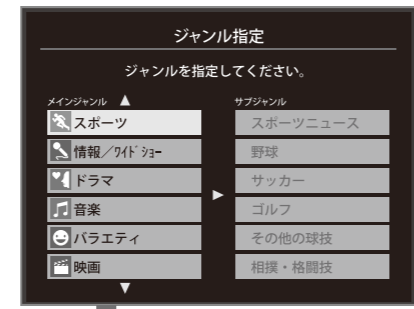 ジャンル指定
ジャンルを指定してください。
メインジャンル
スポーツ
情報／ワイドショー
ドラマ
音楽
バラエティ
映画
サブジャンル
スポーツニュース
野球
サッカー
ゴルフ
その他の球技
相撲・格闘技